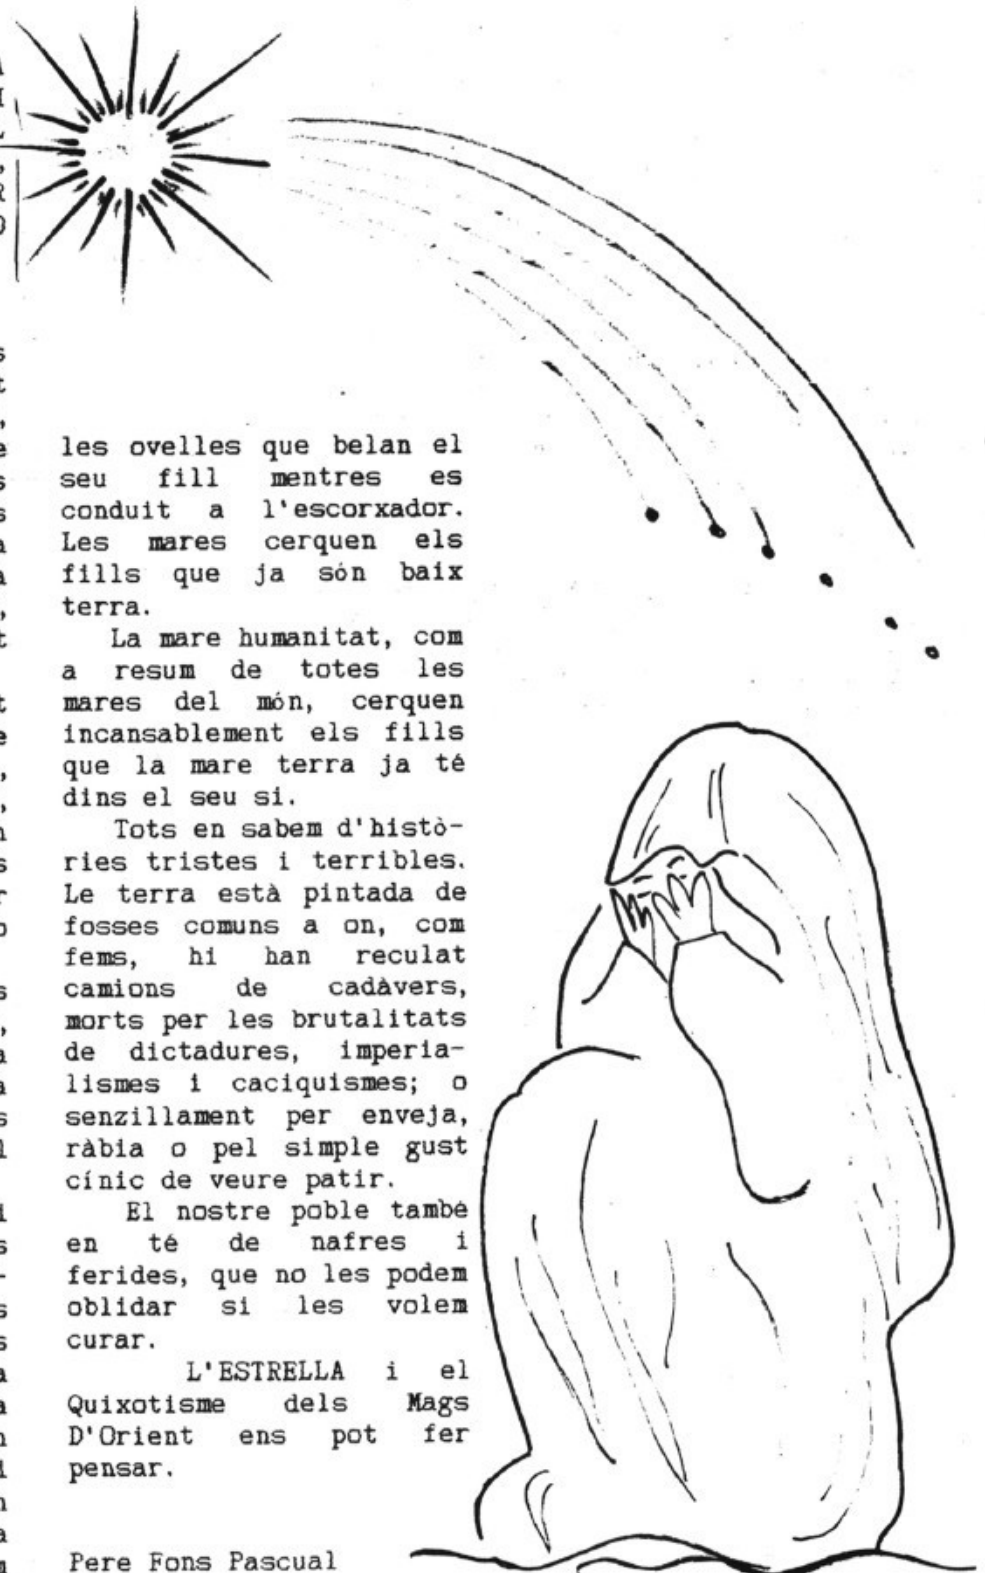 les ovelles que belan el
seu fill mentres es
conduit a l'escorxador.
Les mares cerquen els
fills que ja són baix
terra.
La mare humanitat, com
a resum de totes les
mares del món, cerquen
incansablement els fills
que la mare terra ja té
dins el seu si.
Tots en sabem d'histò-
ries tristes i terribles.
Le terra està pintada de
fosses comuns a on, com
fems, hi han reculat
camions de cadàvers,
morts per les brutalitats
de dictadures, imperia-
lismes i caciquismes; o
senzillament per enveja,
ràbia o pel simple gust
cínic de veure patir.
El nostre poble també
en té de nafres i
ferides, que no les podem
oblidar si les volem
curar.
L'ESTRELLA i el
Quixotisme dels Mags
D'Orient ens pot fer
pensar.
Pere Fons Pascual